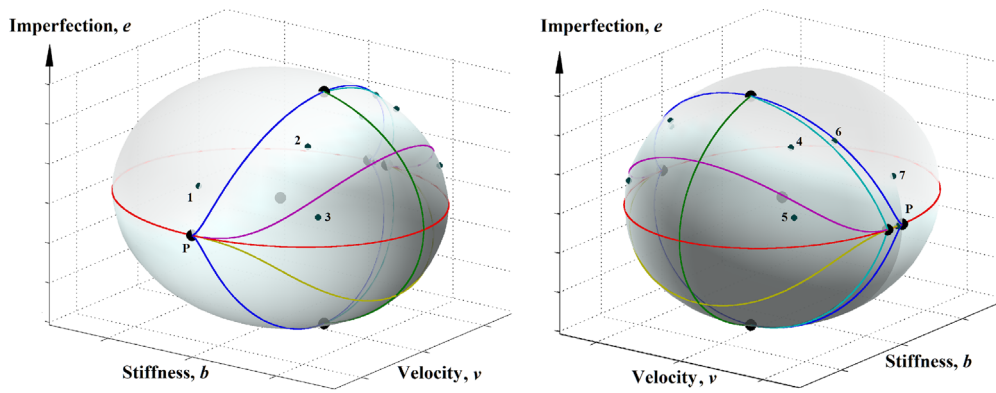 Imperfection, e
1
2
3
P
Stiffness, b
Velocity, v
Imperfection, e
4
5
6
7
P
Velocity, v
Stiffness, b